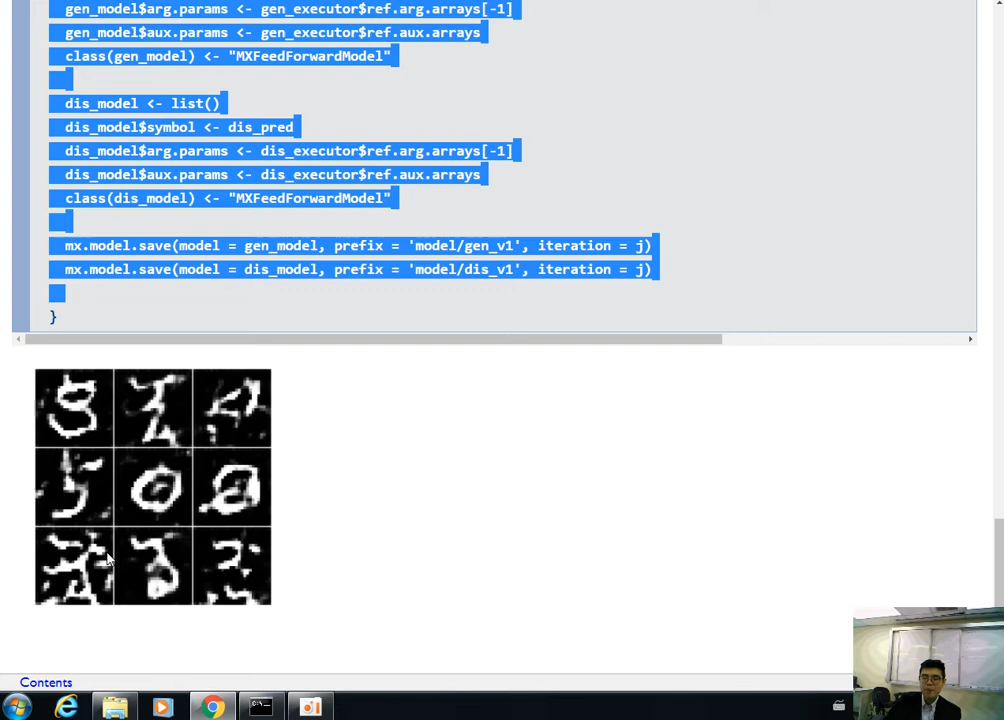 gen_model$arg.params <- gen_executor$ref.arg.arrays[-1]
gen_model$aux.params <- gen_executor$ref.aux.arrays
class(gen_model) <- "MXFeedForwardModel"
dis_model <- list()
dis_model$symbol <- dis_pred
dis_model$arg.params <- dis_executor$ref.arg.arrays[-1]
dis_model$aux.params <- dis_executor$ref.aux.arrays
class(dis_model) <- "MXFeedForwardModel"
mx.model.save(model = gen_model, prefix = 'model/gen_v1', iteration = j)
mx.model.save(model = dis_model, prefix = 'model/dis_v1', iteration = j)
}
Contents